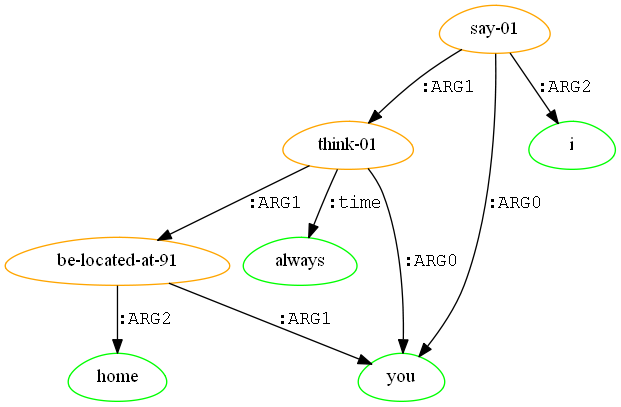 say-01
:ARG1 :ARG2
think-01 i
:ARG1 :time :ARG0
:ARG0
be-located-at-91 always
:ARG2 :ARG1
home you